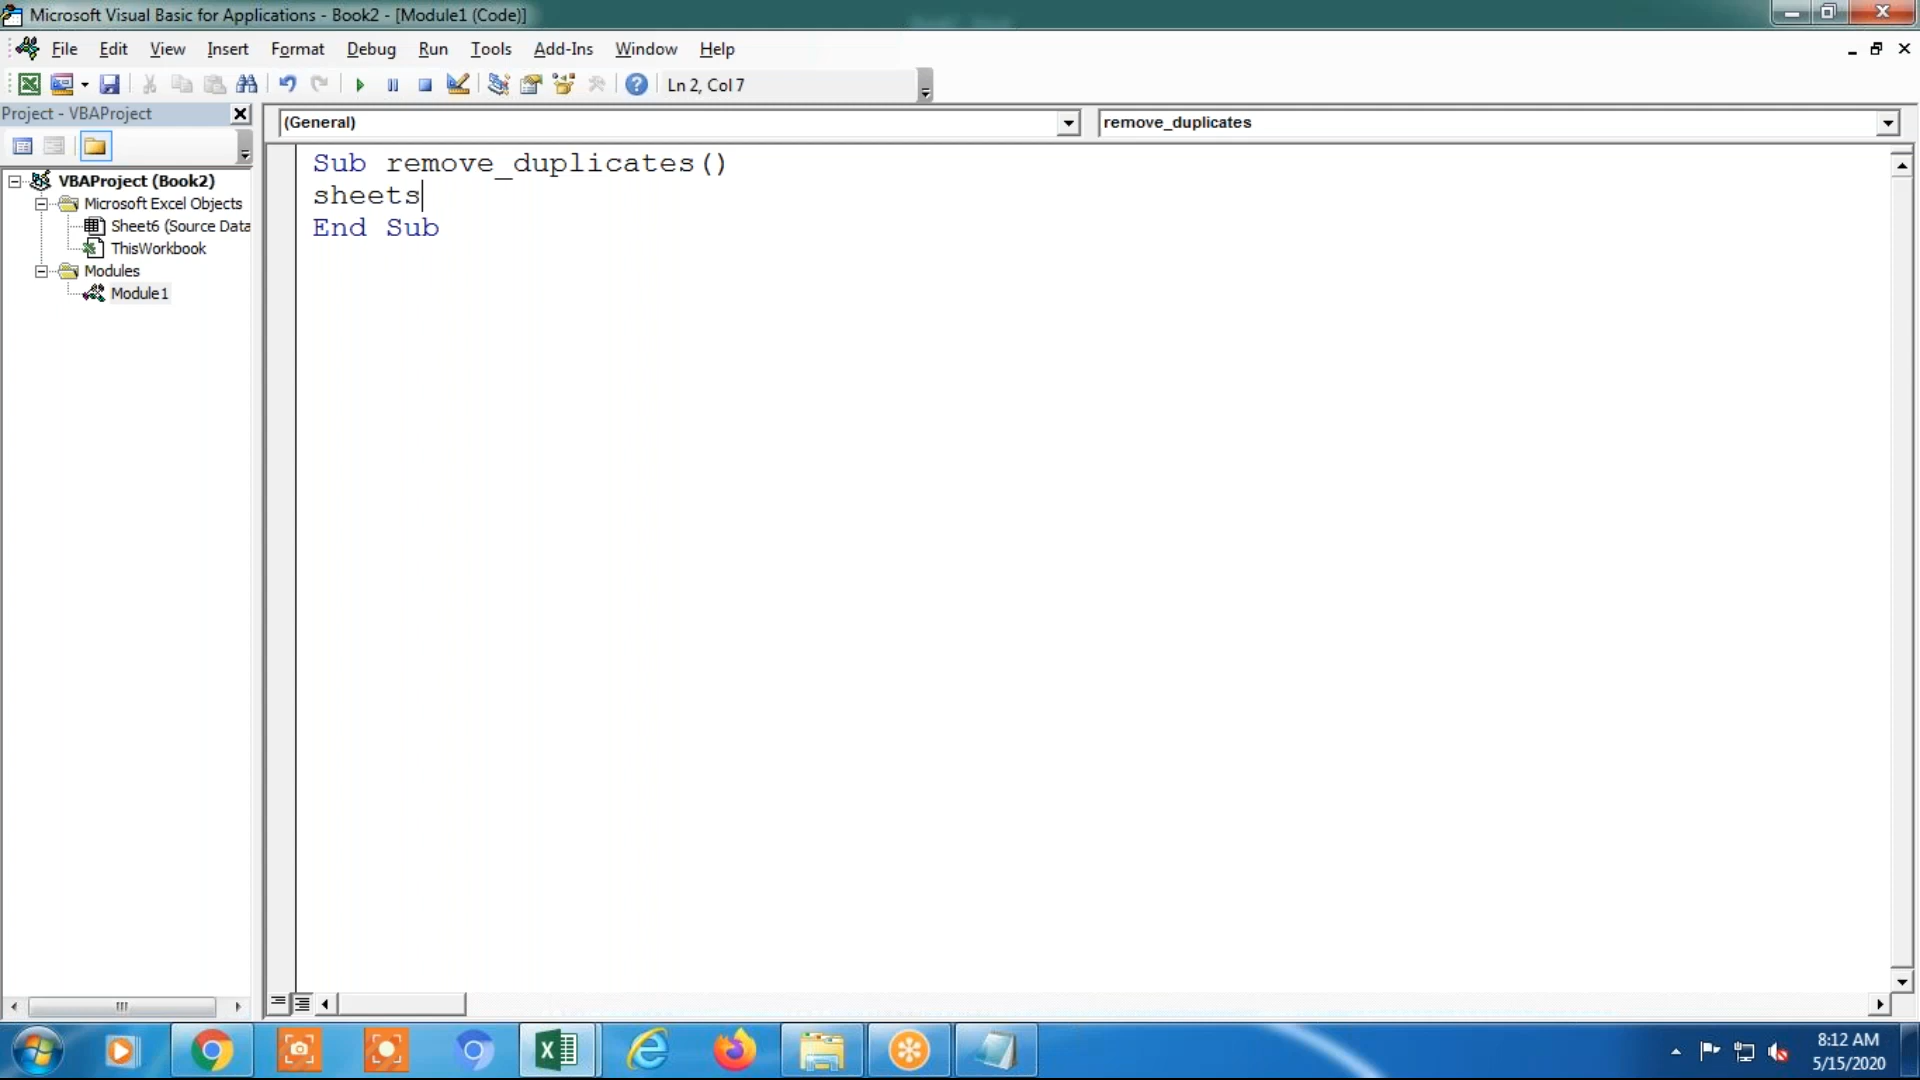 Microsoft Visual Basic for Applications - Book2 - [Module1 (Code)]
File Edit View Insert Format Debug Run Tools Add-Ins Window Help
Ln 2, Col 7
Project - VBAProject
(General)
remove_duplicates
VBAProject (Book2)
Microsoft Excel Objects
Sheet6 (Source Data
ThisWorkbook
Modules
Module1
Sub remove_duplicates()
sheets
End Sub
8:12 AM
5/15/2020